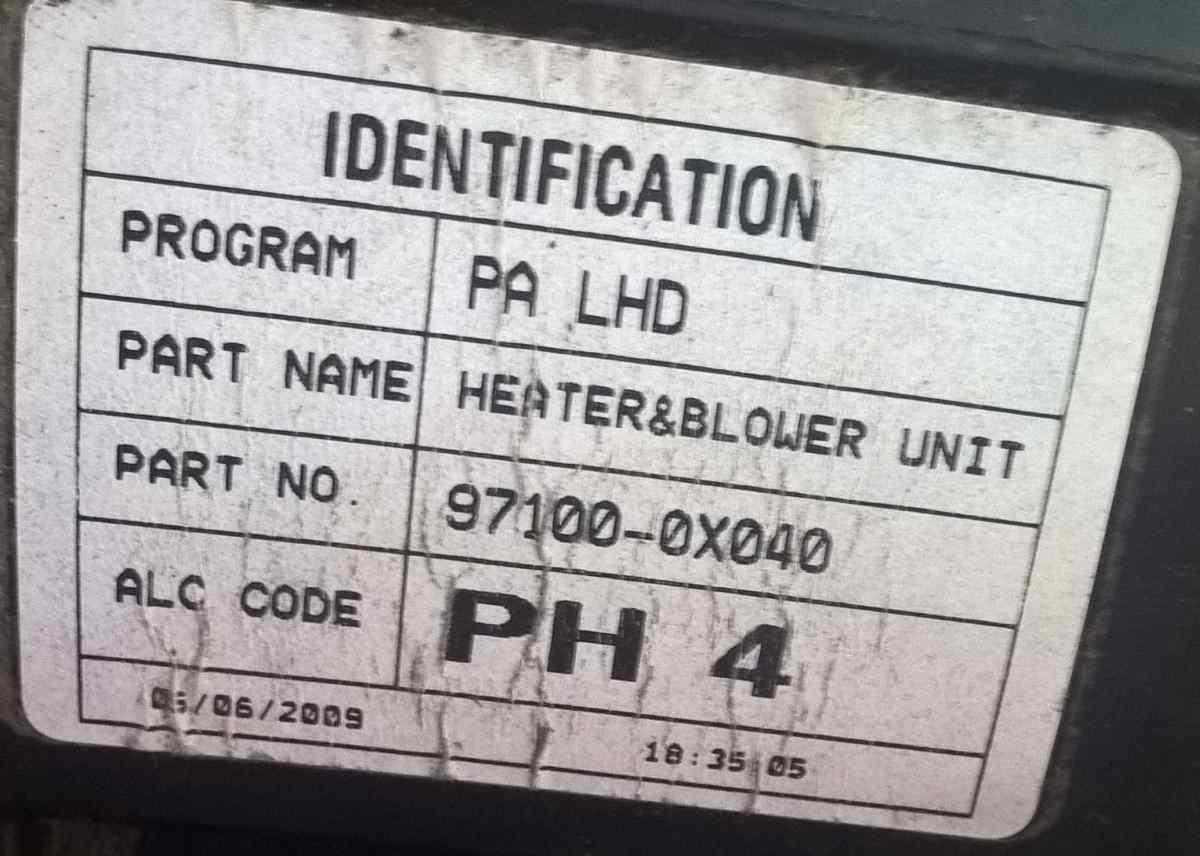 IDENTIFICATION
PROGRAM PA LHD
PART NAME HEATER&BLOWER UNIT
PART NO. 97100-0X040
ALC CODE PH 4
18:35:05